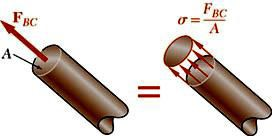 F_BC
A
=
σ = F_BC / A